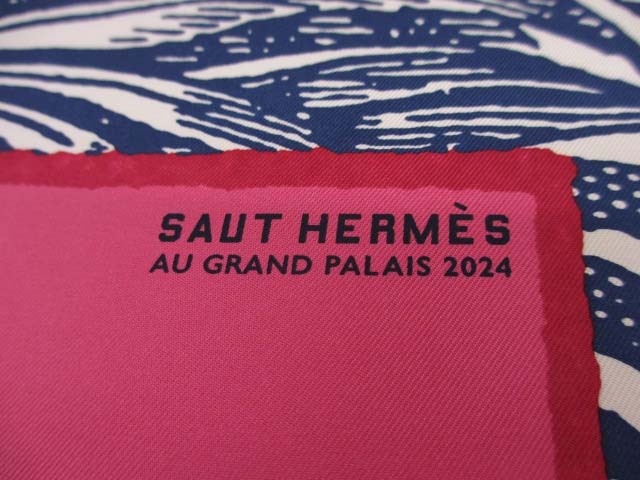 SAUT HERMÈS
AU GRAND PALAIS 2024